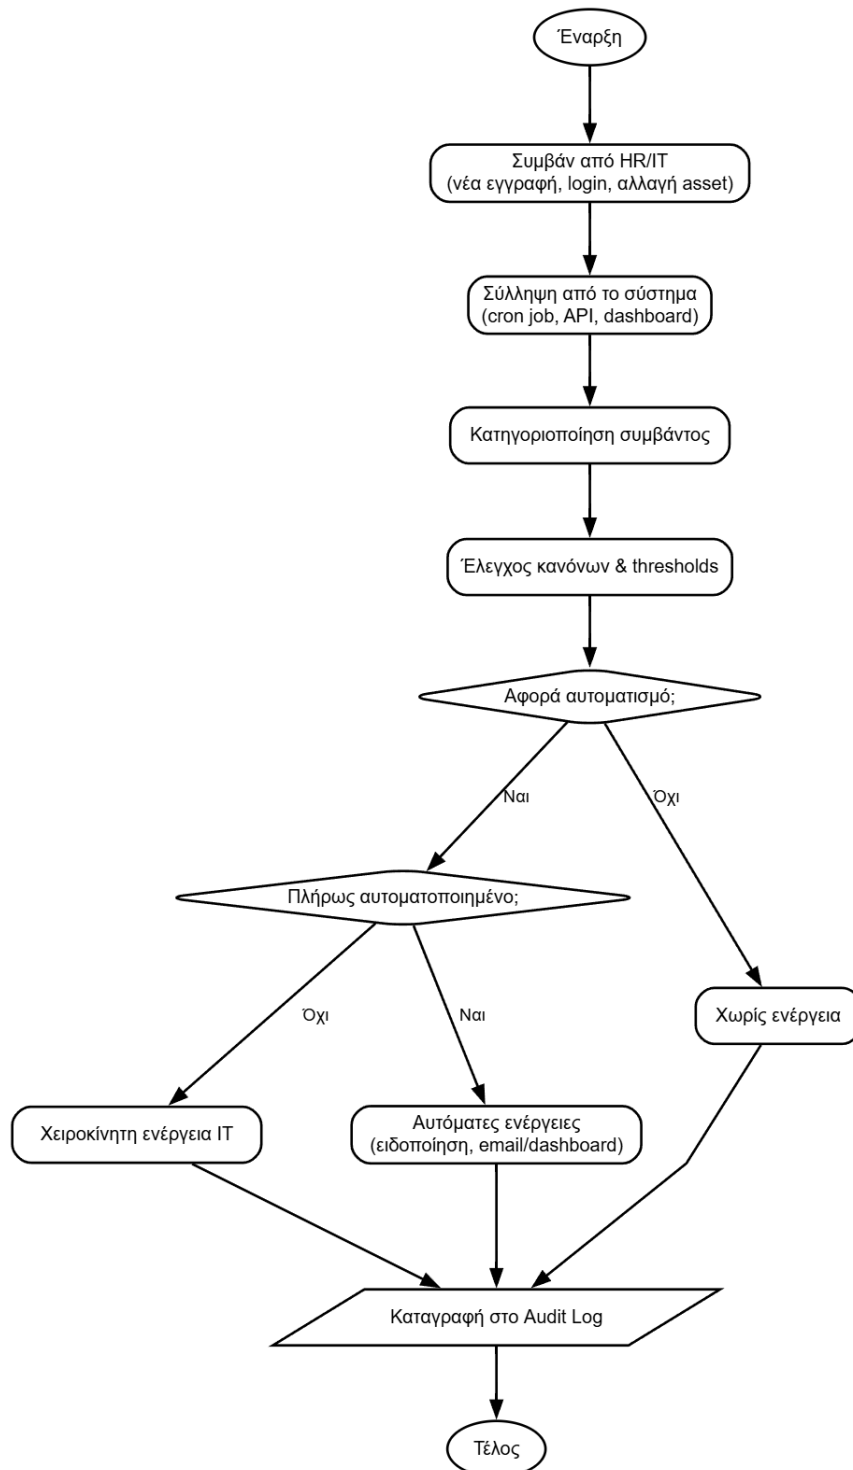 Έναρξη
Συμβάν από HR/IT
(νέα εγγραφή, login, αλλαγή asset)
Σύλληψη από το σύστημα
(cron job, API, dashboard)
Κατηγοριοποίηση συμβάντος
Έλεγχος κανόνων & thresholds
Αφορά αυτοματισμό;
Ναι
Όχι
Πλήρως αυτοματοποιημένο;
Όχι
Ναι
Χωρίς ενέργεια
Χειροκίνητη ενέργεια IT
Αυτόματες ενέργειες
(ειδοποίηση, email/dashboard)
Καταγραφή στο Audit Log
Τέλος